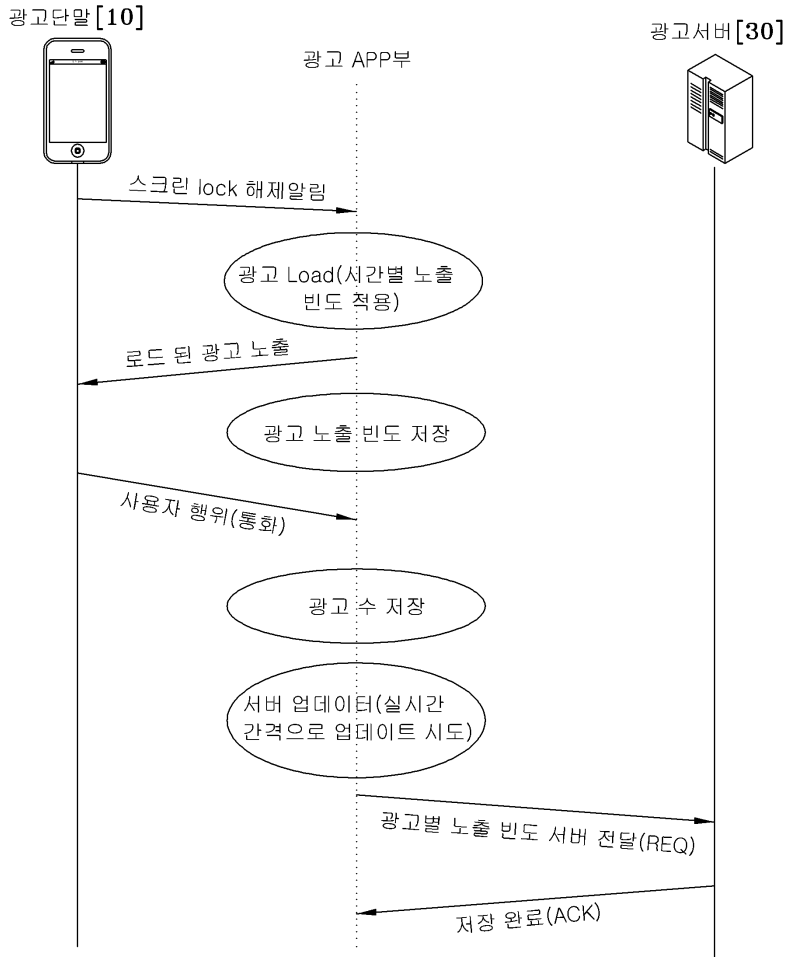 광고단말[10]
광고 APP부
광고서버[30]
스크린 lock 해제알림
광고 Load(시간별 노출
빈도 적용)
로드 된 광고 노출
광고 노출 빈도 저장
사용자 행위(통화)
광고 수 저장
서버 업데이터(실시간
간격으로 업데이트 시도)
광고별 노출 빈도 서버 전달(REQ)
저장 완료(ACK)